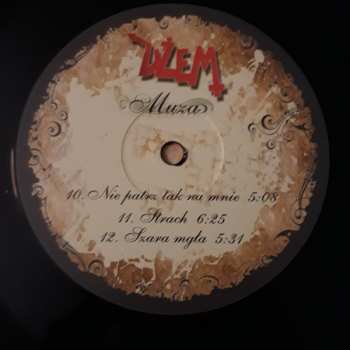 DŻEM
Muza
10. Nie patrz tak na mnie 5:08
11. Strach 6:25
12. Szara mgła 5:31